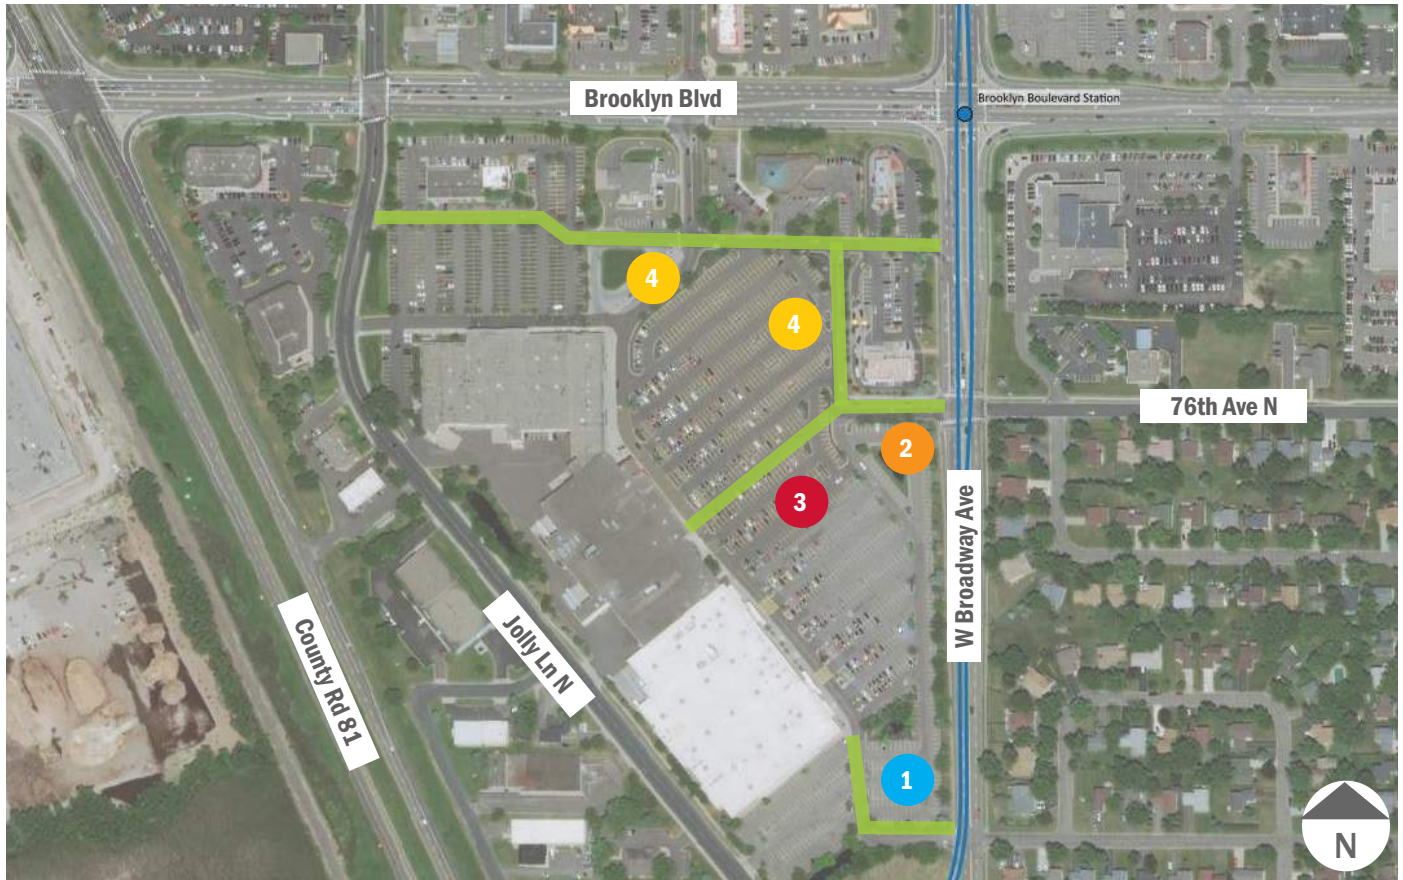 Brooklyn Blvd
Brooklyn Boulevard Station
4
4
76th Ave N
2
3
W Broadway Ave
County Rd 81
Jolly Ln N
1
N